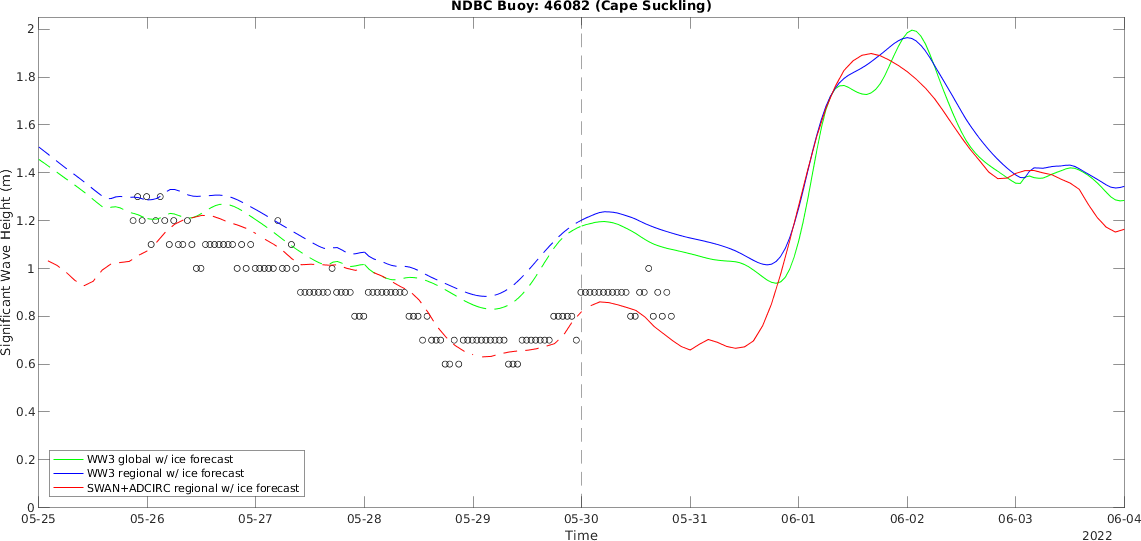 NDBC Buoy: 46082 (Cape Suckling)
2
1.8
1.6
1.4
1.2
1
0.8
0.6
0.4
0.2
0
Significant Wave Height (m)
WW3 global w/ ice forecast
WW3 regional w/ ice forecast
SWAN+ADCIRC regional w/ ice forecast
05-25 05-26 05-27 05-28 05-29 05-30 05-31 06-01 06-02 06-03 06-04
Time
2022